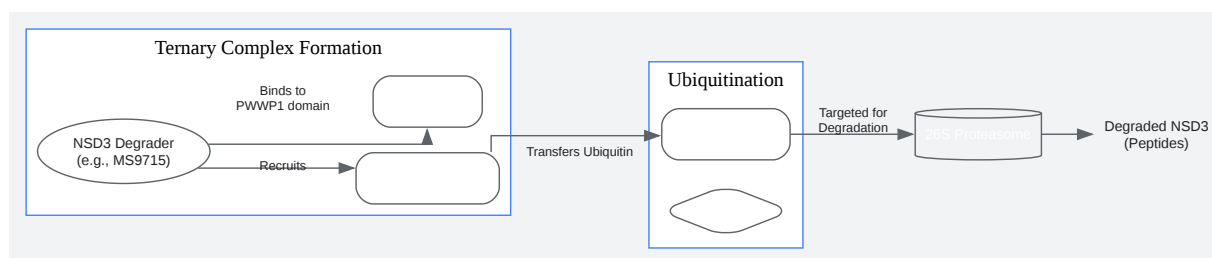 Ternary Complex Formation
Binds to
PWWP1 domain
NSD3 Degrader
(e.g., MS9715)
Recruits
Transfers Ubiquitin
Ubiquitination
Targeted for
Degradation
26S Proteasome
Degraded NSD3
(Peptides)